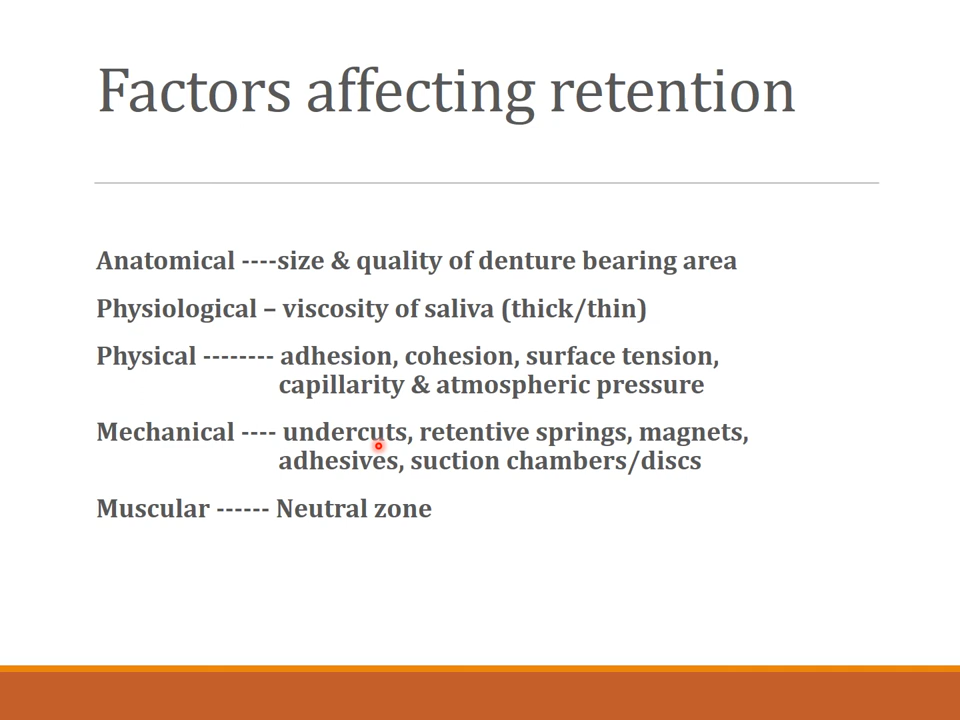 Factors affecting retention
Anatomical ----size & quality of denture bearing area
Physiological – viscosity of saliva (thick/thin)
Physical -------- adhesion, cohesion, surface tension,
capillarity & atmospheric pressure
Mechanical ---- undercuts, retentive springs, magnets,
adhesives, suction chambers/discs
Muscular ------ Neutral zone